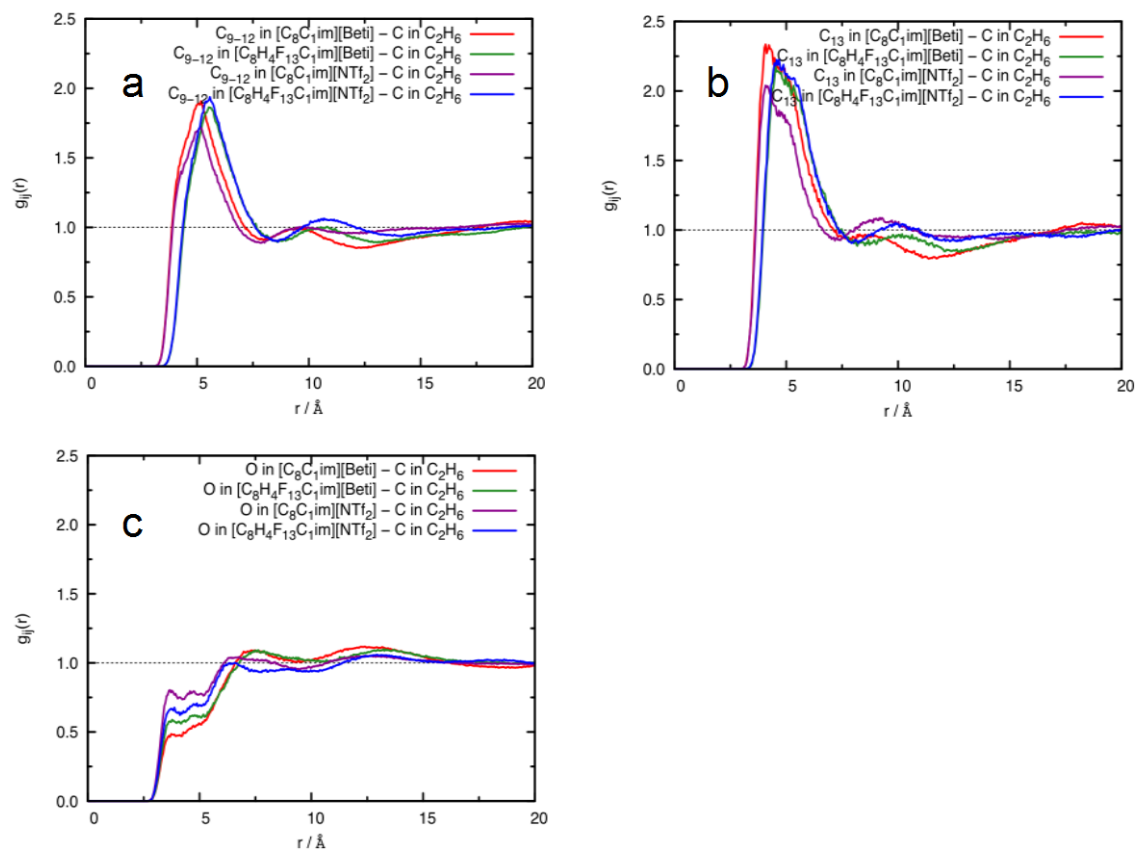 a
C₉₋₁₂ in [C₈C₁im][Beti] – C in C₂H₆
C₉₋₁₂ in [C₈H₄F₁₃C₁im][Beti] – C in C₂H₆
C₉₋₁₂ in [C₈C₁im][NTf₂] – C in C₂H₆
C₉₋₁₂ in [C₈H₄F₁₃C₁im][NTf₂] – C in C₂H₆
2.5
2.0
1.5
1.0
0.5
0.0
gᵢⱼ(r)
0 5 10 15 20
r / Å
b
C₁₃ in [C₈C₁im][Beti] – C in C₂H₆
C₁₃ in [C₈H₄F₁₃C₁im][Beti] – C in C₂H₆
C₁₃ in [C₈C₁im][NTf₂] – C in C₂H₆
C₁₃ in [C₈H₄F₁₃C₁im][NTf₂] – C in C₂H₆
2.5
2.0
1.5
1.0
0.5
0.0
gᵢⱼ(r)
0 5 10 15 20
r / Å
c
O in [C₈C₁im][Beti] – C in C₂H₆
O in [C₈H₄F₁₃C₁im][Beti] – C in C₂H₆
O in [C₈C₁im][NTf₂] – C in C₂H₆
O in [C₈H₄F₁₃C₁im][NTf₂] – C in C₂H₆
2.5
2.0
1.5
1.0
0.5
0.0
gᵢⱼ(r)
0 5 10 15 20
r / Å